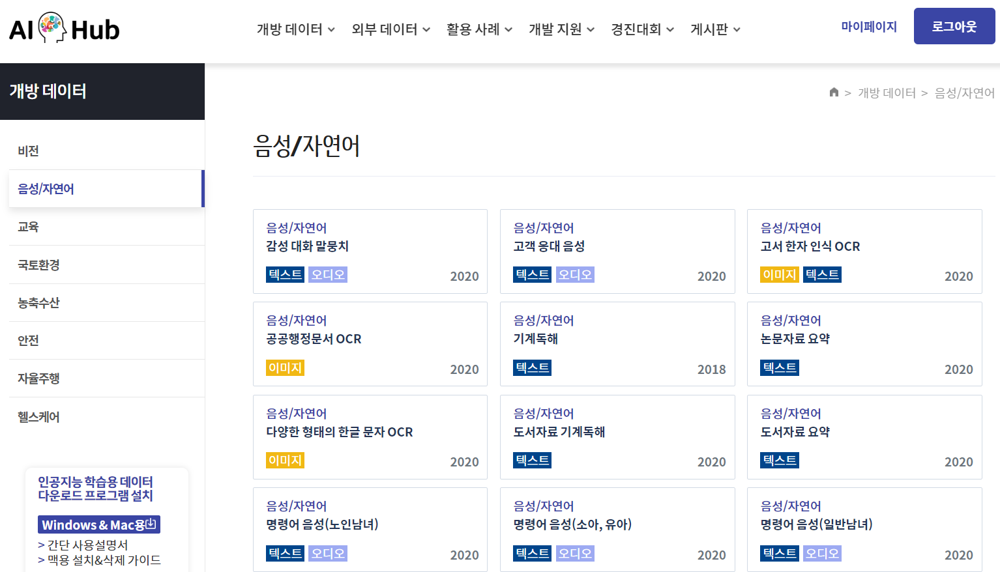 AI Hub
개방 데이터 외부 데이터 활용 사례 개발 지원 경진대회 게시판 마이페이지 로그아웃
개방 데이터
비전
음성/자연어
교육
국토환경
농축수산
안전
자율주행
헬스케어
인공지능 학습용 데이터
다운로드 프로그램 설치
Windows & Mac용
> 간단 사용설명서
> 맥용 설치&삭제 가이드
> 개방 데이터 > 음성/자연어
음성/자연어
음성/자연어
감성 대화 말뭉치
텍스트 오디오 2020
음성/자연어
고객 응대 음성
텍스트 오디오 2020
음성/자연어
고서 한자 인식 OCR
이미지 텍스트 2020
음성/자연어
공공행정문서 OCR
이미지 2020
음성/자연어
기계독해
텍스트 2018
음성/자연어
논문자료 요약
텍스트 2020
음성/자연어
다양한 형태의 한글 문자 OCR
이미지 2020
음성/자연어
도서자료 기계독해
텍스트 2020
음성/자연어
도서자료 요약
텍스트 2020
음성/자연어
명령어 음성(노인남녀)
텍스트 오디오 2020
음성/자연어
명령어 음성(소아, 유아)
텍스트 오디오 2020
음성/자연어
명령어 음성(일반남녀)
텍스트 오디오 2020